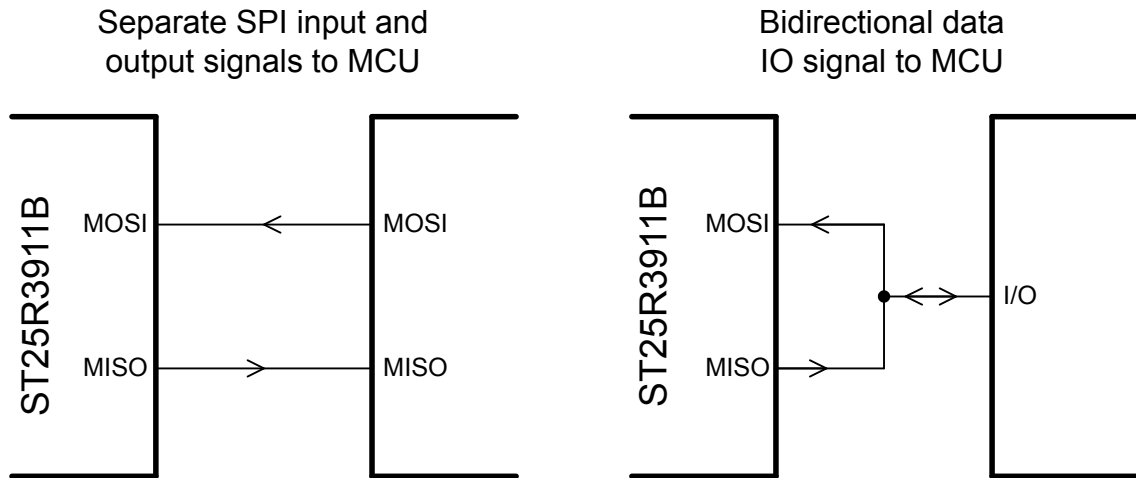 Separate SPI input and
output signals to MCU
ST25R3911B
MOSI
MOSI
MISO
MISO
Bidirectional data
IO signal to MCU
ST25R3911B
MOSI
I/O
MISO